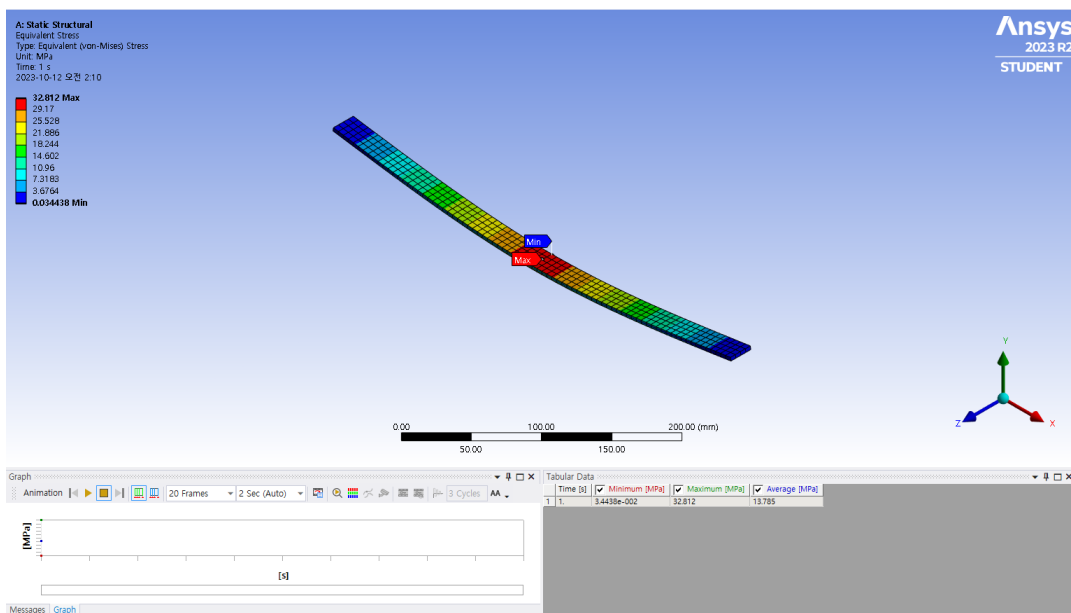 A: Static Structural
Equivalent Stress
Type: Equivalent (von-Mises) Stress
Unit: MPa
Time: 1 s
2023-10-12 오전 2:10
32.812 Max
29.17
25.528
21.886
18.244
14.602
10.96
7.3183
3.6764
0.034438 Min
Ansys
2023 R2
STUDENT
Min
Max
Y
Z
X
0.00 100.00 200.00 (mm)
50.00 150.00
Graph
Animation 20 Frames 2 Sec (Auto) 3 Cycles AA
[MPa]
[s]
Messages Graph
Tabular Data
Time [s] Minimum [MPa] Maximum [MPa] Average [MPa]
1 1. 3.4438e-002 32.812 13.785